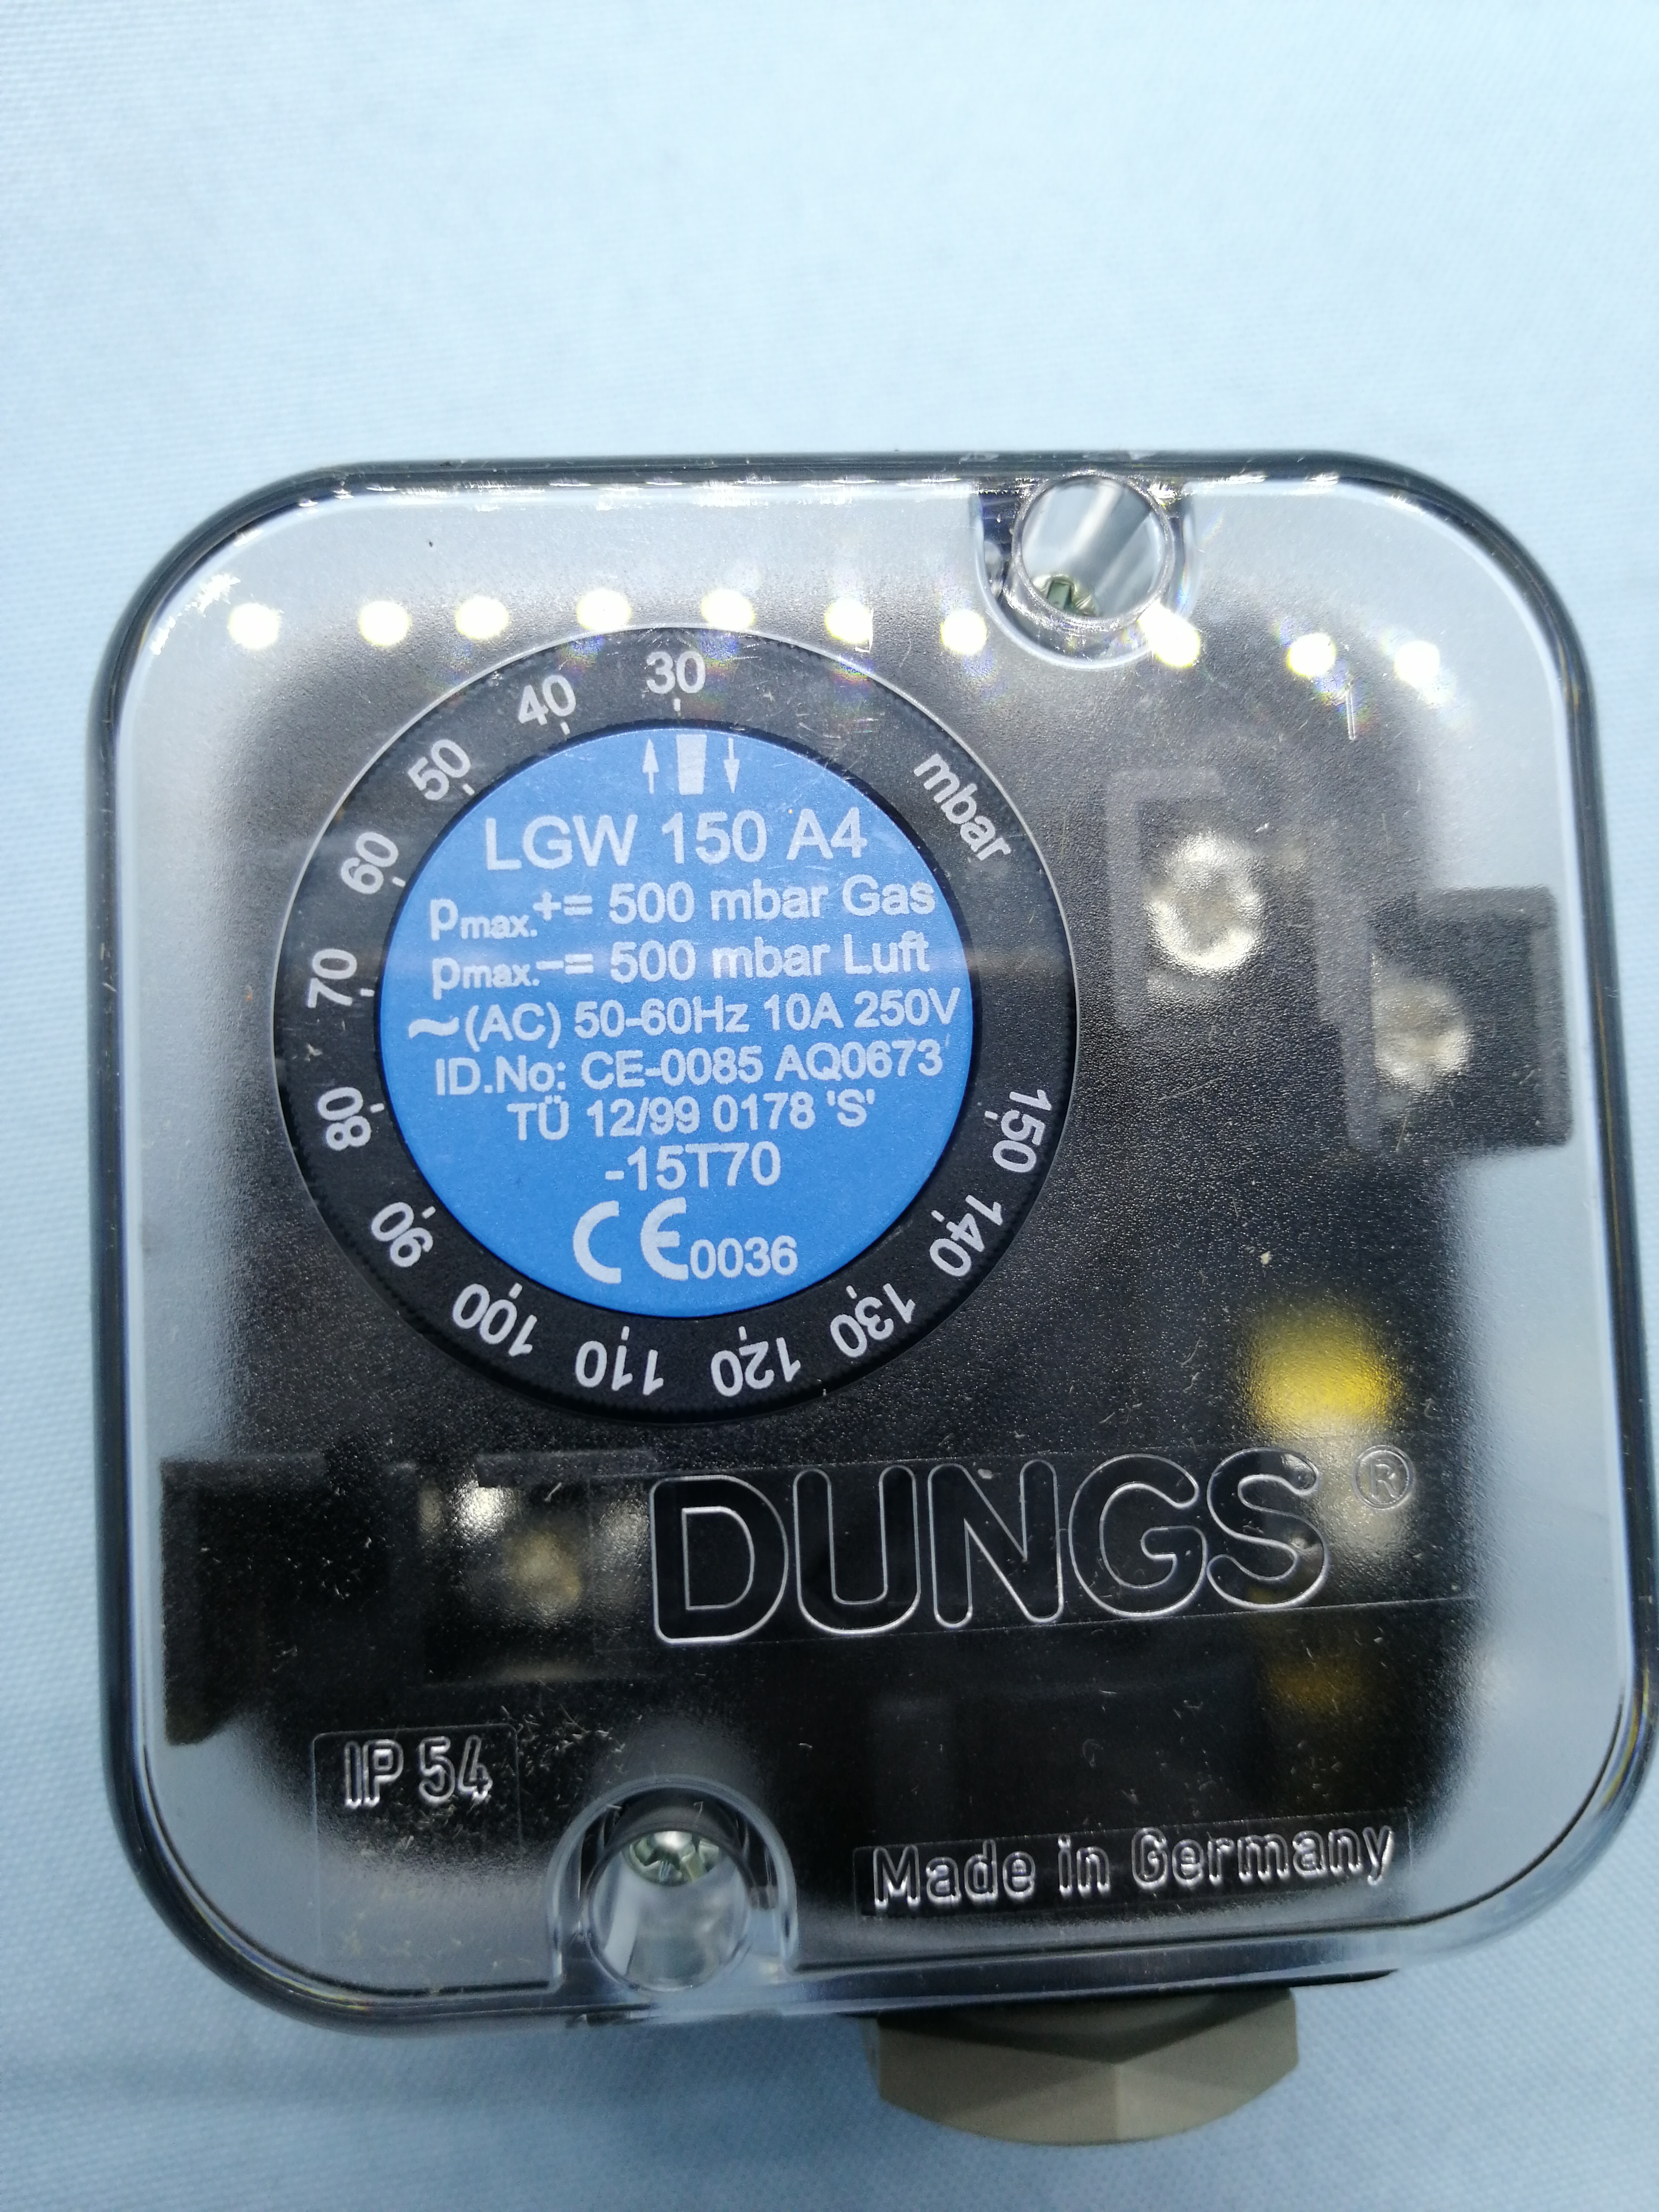 30
40
50
60
70
80
90
100
110
120
130
140
150
mbar
LGW 150 A4
pmax.+= 500 mbar Gas
pmax.-= 500 mbar Luft
~(AC) 50-60Hz 10A 250V
ID.No: CE-0085 AQ0673
TÜ 12/99 0178 'S'
-15T70
CE0036
DUNGS ®
IP 54
Made in Germany